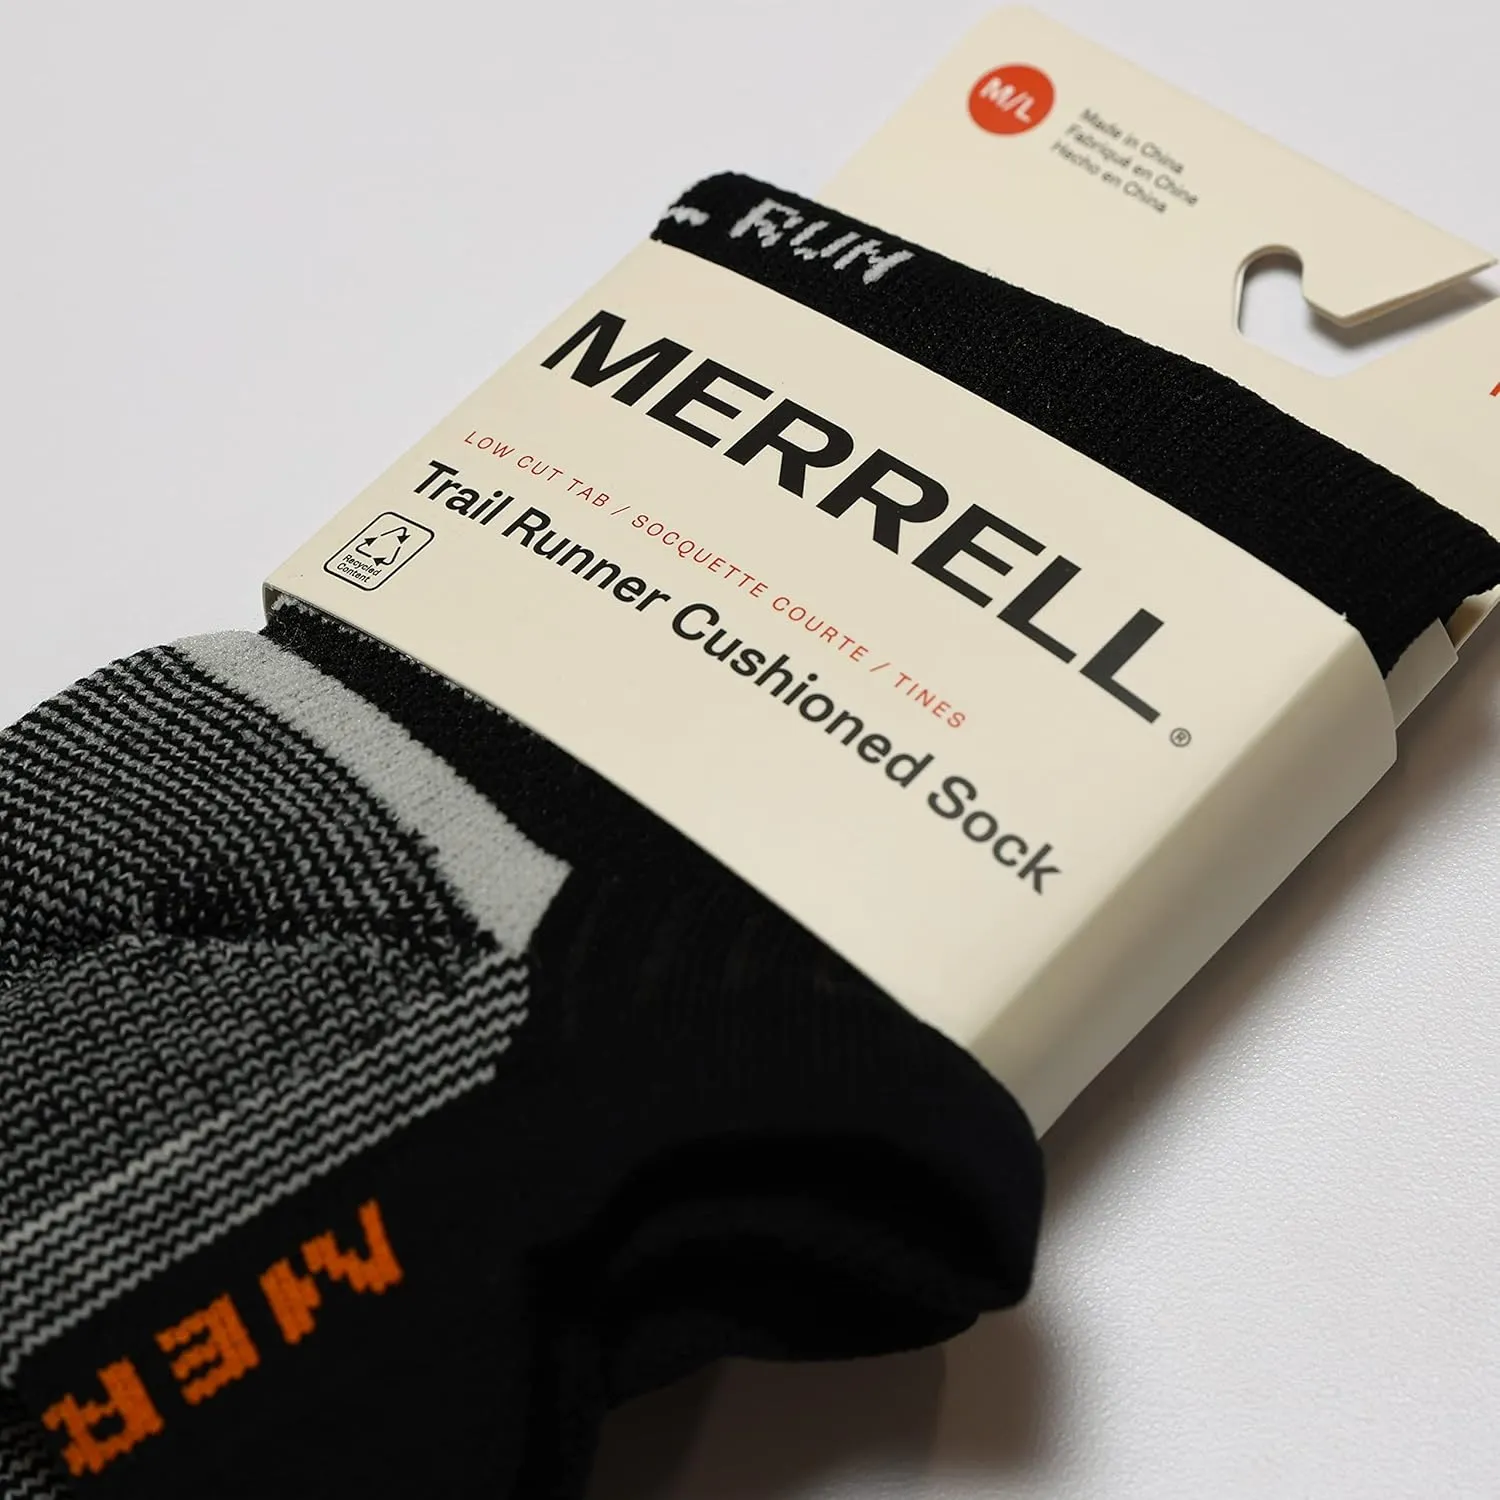 M/L
Made in China
Fabriqué en Chine
Hecho en China
RUN
MERRELL®
LOW CUT TAB / SOCQUETTE COURTE / TINES
Trail Runner Cushioned Sock
Recycled
Content
MER